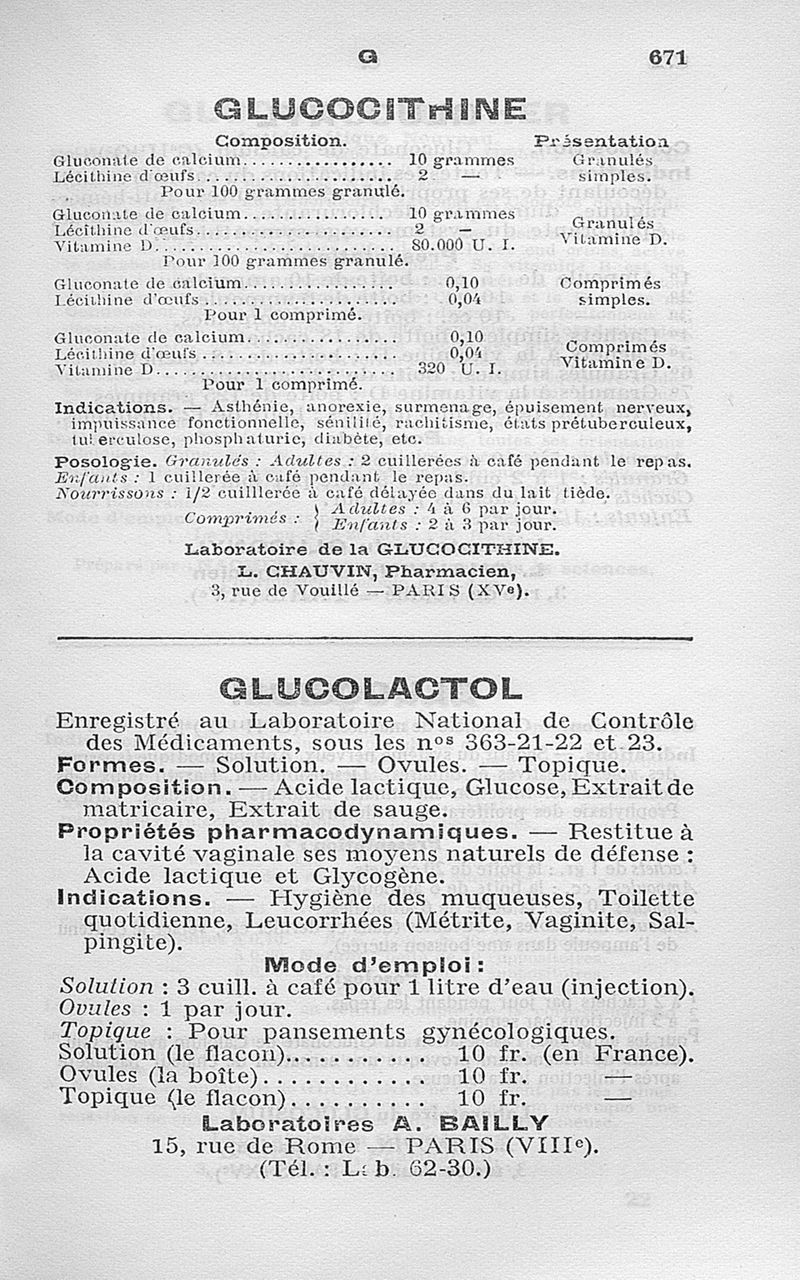 G 671
GLUCOCITHINE
Composition. Présentation
Gluconate de calcium................ 10 grammes Granulés
Lécithine d'œufs..................... 2 — simples.
Pour 100 grammes granulé.
Gluconate de calcium................ 10 grammes
Lécithine d'œufs..................... 2 — Granulés
Vitamine D.......................... 80.000 U. I. Vitamine D.
Pour 100 grammes granulé.
Gluconate de calcium................ 0,10 Comprimés
Lécithine d'œufs..................... 0,04 simples.
Pour 1 comprimé.
Gluconate de calcium................ 0,10
Lécithine d'œufs..................... 0,04 Comprimés
Vitamine D.......................... 320 U. I. Vitamine D.
Pour 1 comprimé.
Indications. — Asthénie, anorexie, surmenage, épuisement nerveux,
impuissance fonctionnelle, sénilité, rachitisme, états prétuberculeux,
tuberculose, phosphaturie, diabète, etc.
Posologie. Granulés : Adultes : 2 cuillerées à café pendant le repas.
Enfants : 1 cuillerée à café pendant le repas.
Nourrissons : 1/2 cuilllerée à café délayée dans du lait tiède.
Comprimés : { Adultes : 4 à 6 par jour.
Enfants : 2 à 3 par jour.
Laboratoire de la GLUCOCITHINE.
L. CHAUVIN, Pharmacien,
3, rue de Vouillé — PARIS (XVe).
GLUCOLACTOL
Enregistré au Laboratoire National de Contrôle
des Médicaments, sous les nos 363-21-22 et 23.
Formes. — Solution. — Ovules. — Topique.
Composition. — Acide lactique, Glucose, Extrait de
matricaire, Extrait de sauge.
Propriétés pharmacodynamiques. — Restitue à
la cavité vaginale ses moyens naturels de défense :
Acide lactique et Glycogène.
Indications. — Hygiène des muqueuses, Toilette
quotidienne, Leucorrhées (Métrite, Vaginite, Sal-
pingite).
Mode d'emploi :
Solution : 3 cuill. à café pour 1 litre d'eau (injection).
Ovules : 1 par jour.
Topique : Pour pansements gynécologiques.
Solution (le flacon)........... 10 fr. (en France).
Ovules (la boîte)............ 10 fr. —
Topique (le flacon).......... 10 fr. —
Laboratoires A. BAILLY
15, rue de Rome — PARIS (VIIIe).
(Tél. : Lab. 62-30.)